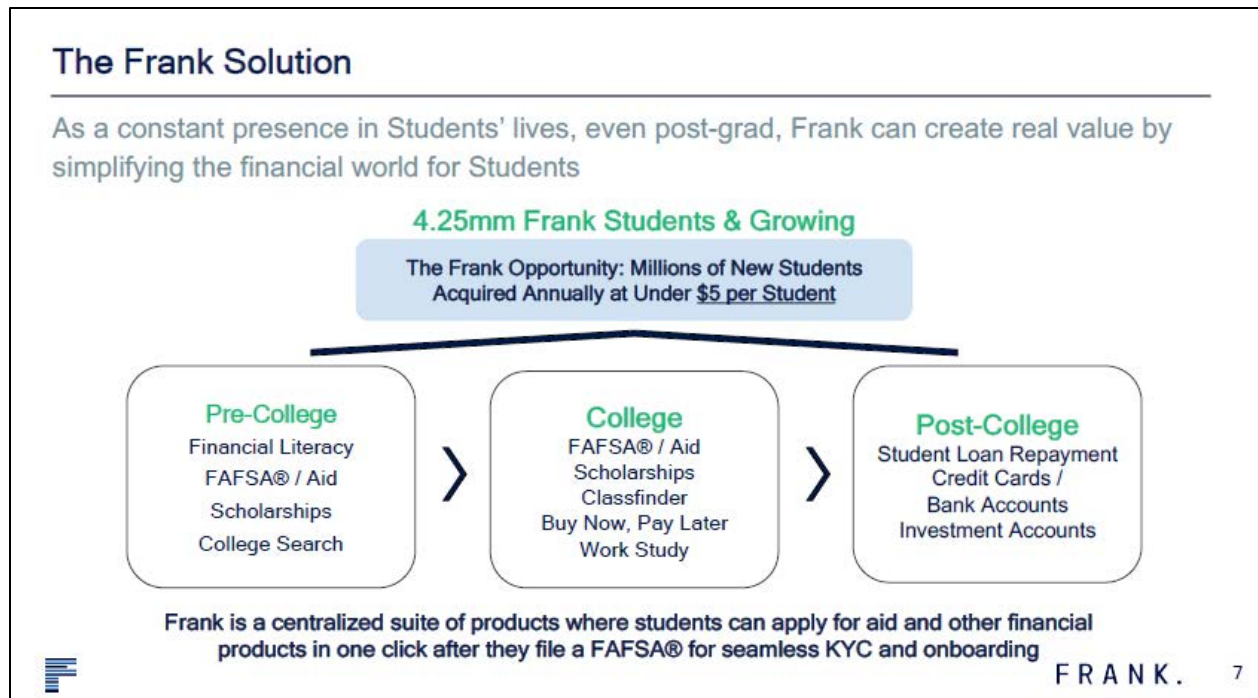 The Frank Solution
As a constant presence in Students' lives, even post-grad, Frank can create real value by
simplifying the financial world for Students
4.25mm Frank Students & Growing
The Frank Opportunity: Millions of New Students
Acquired Annually at Under $5 per Student
Pre-College
Financial Literacy
FAFSA® / Aid
Scholarships
College Search
College
FAFSA® / Aid
Scholarships
Classfinder
Buy Now, Pay Later
Work Study
Post-College
Student Loan Repayment
Credit Cards /
Bank Accounts
Investment Accounts
Frank is a centralized suite of products where students can apply for aid and other financial
products in one click after they file a FAFSA® for seamless KYC and onboarding
FRANK. 7